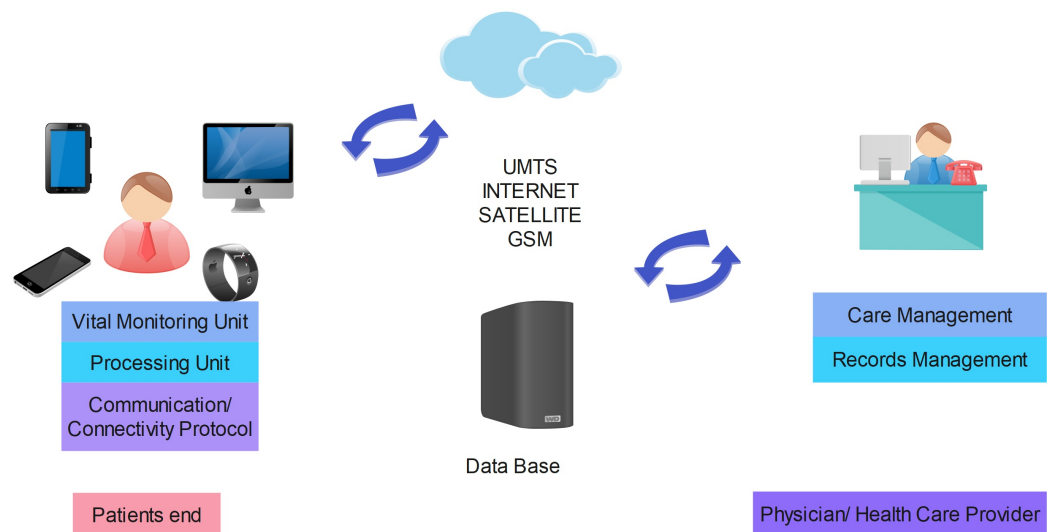 UMTS
INTERNET
SATELLITE
GSM
Vital Monitoring Unit
Processing Unit
Communication/
Connectivity Protocol
Patients end
WD
Data Base
Care Management
Records Management
Physician/ Health Care Provider